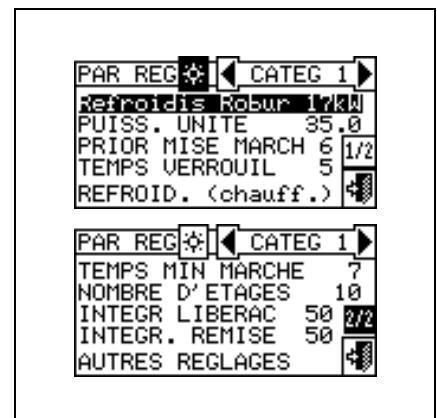 PAR REG CATEG 1
Refroidis Robur 17kW
PUISS. UNITE 35.0
PRIOR MISE MARCH 6 1/2
TEMPS VERROUIL 5
REFROID. (chauff.)
PAR REG CATEG 1
TEMPS MIN MARCHE 7
NOMBRE D'ETAGES 10
INTEGR LIBERAC 50 2/2
INTEGR. REMISE 50
AUTRES REGLAGES